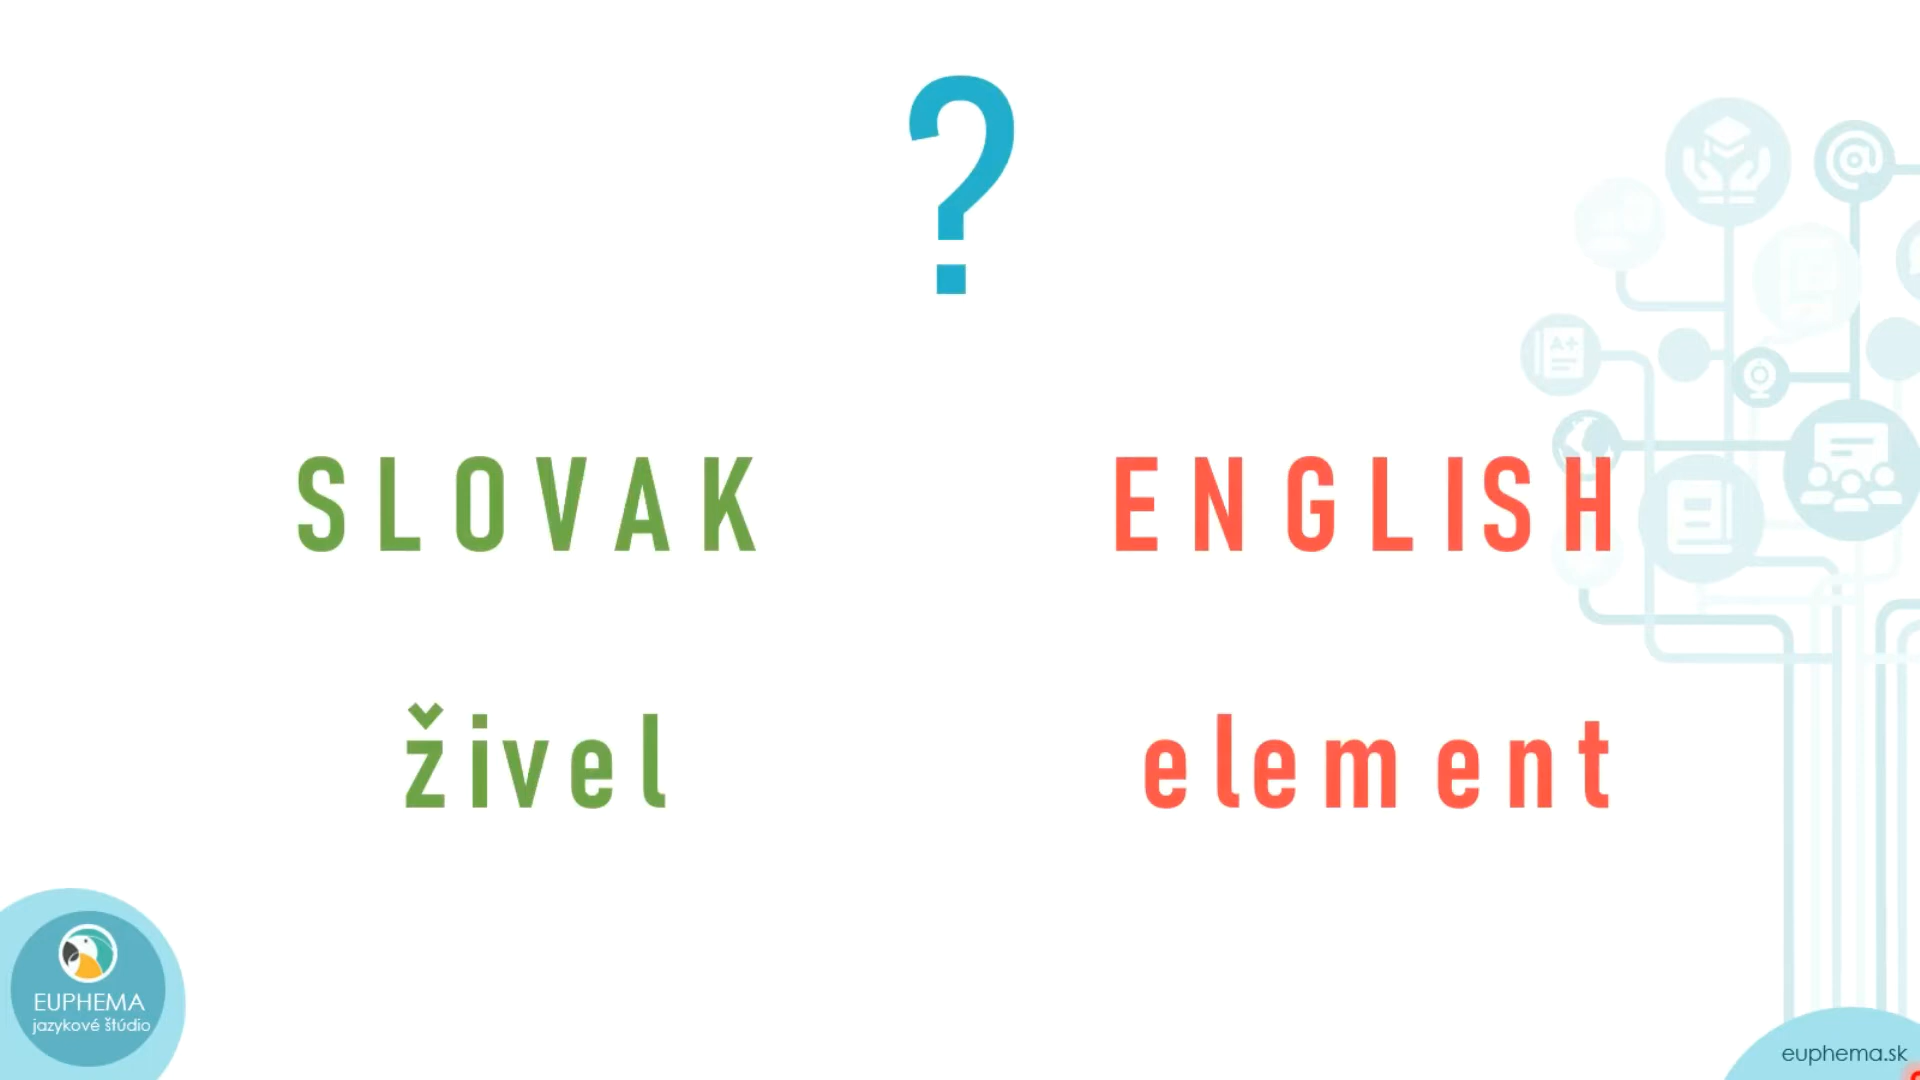 ?
SLOVAK
ENGLISH
živel
element
A+
@
EUPHEMA
jazykové štúdio
euphema.sk